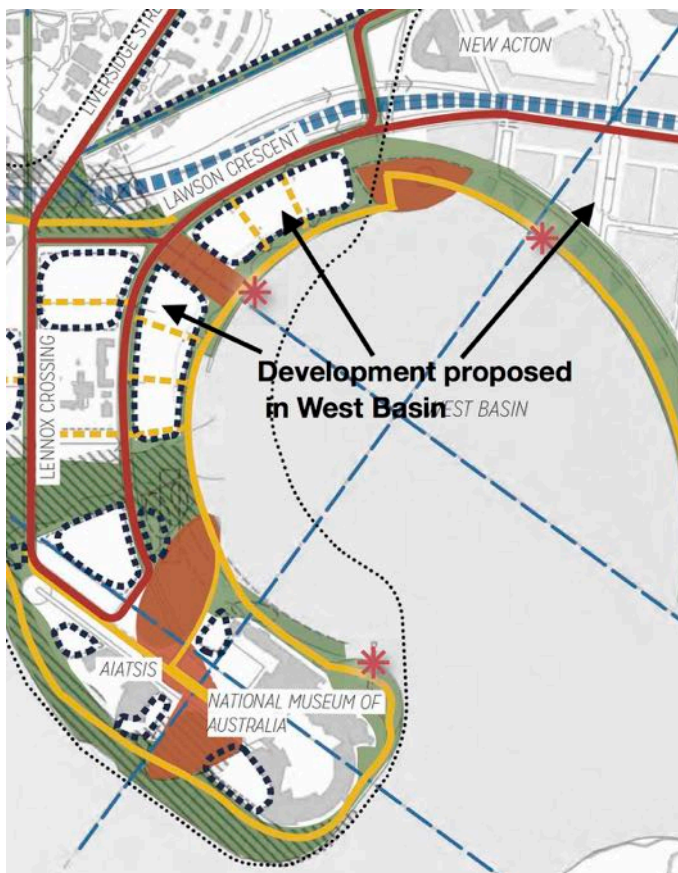 NEW ACTON
LIVERSIDGE STR
LAWSON CRESCENT
LENNOX CROSSING
Development proposed
in West Basin
EST BASIN
AIATSIS
NATIONAL MUSEUM OF
AUSTRALIA